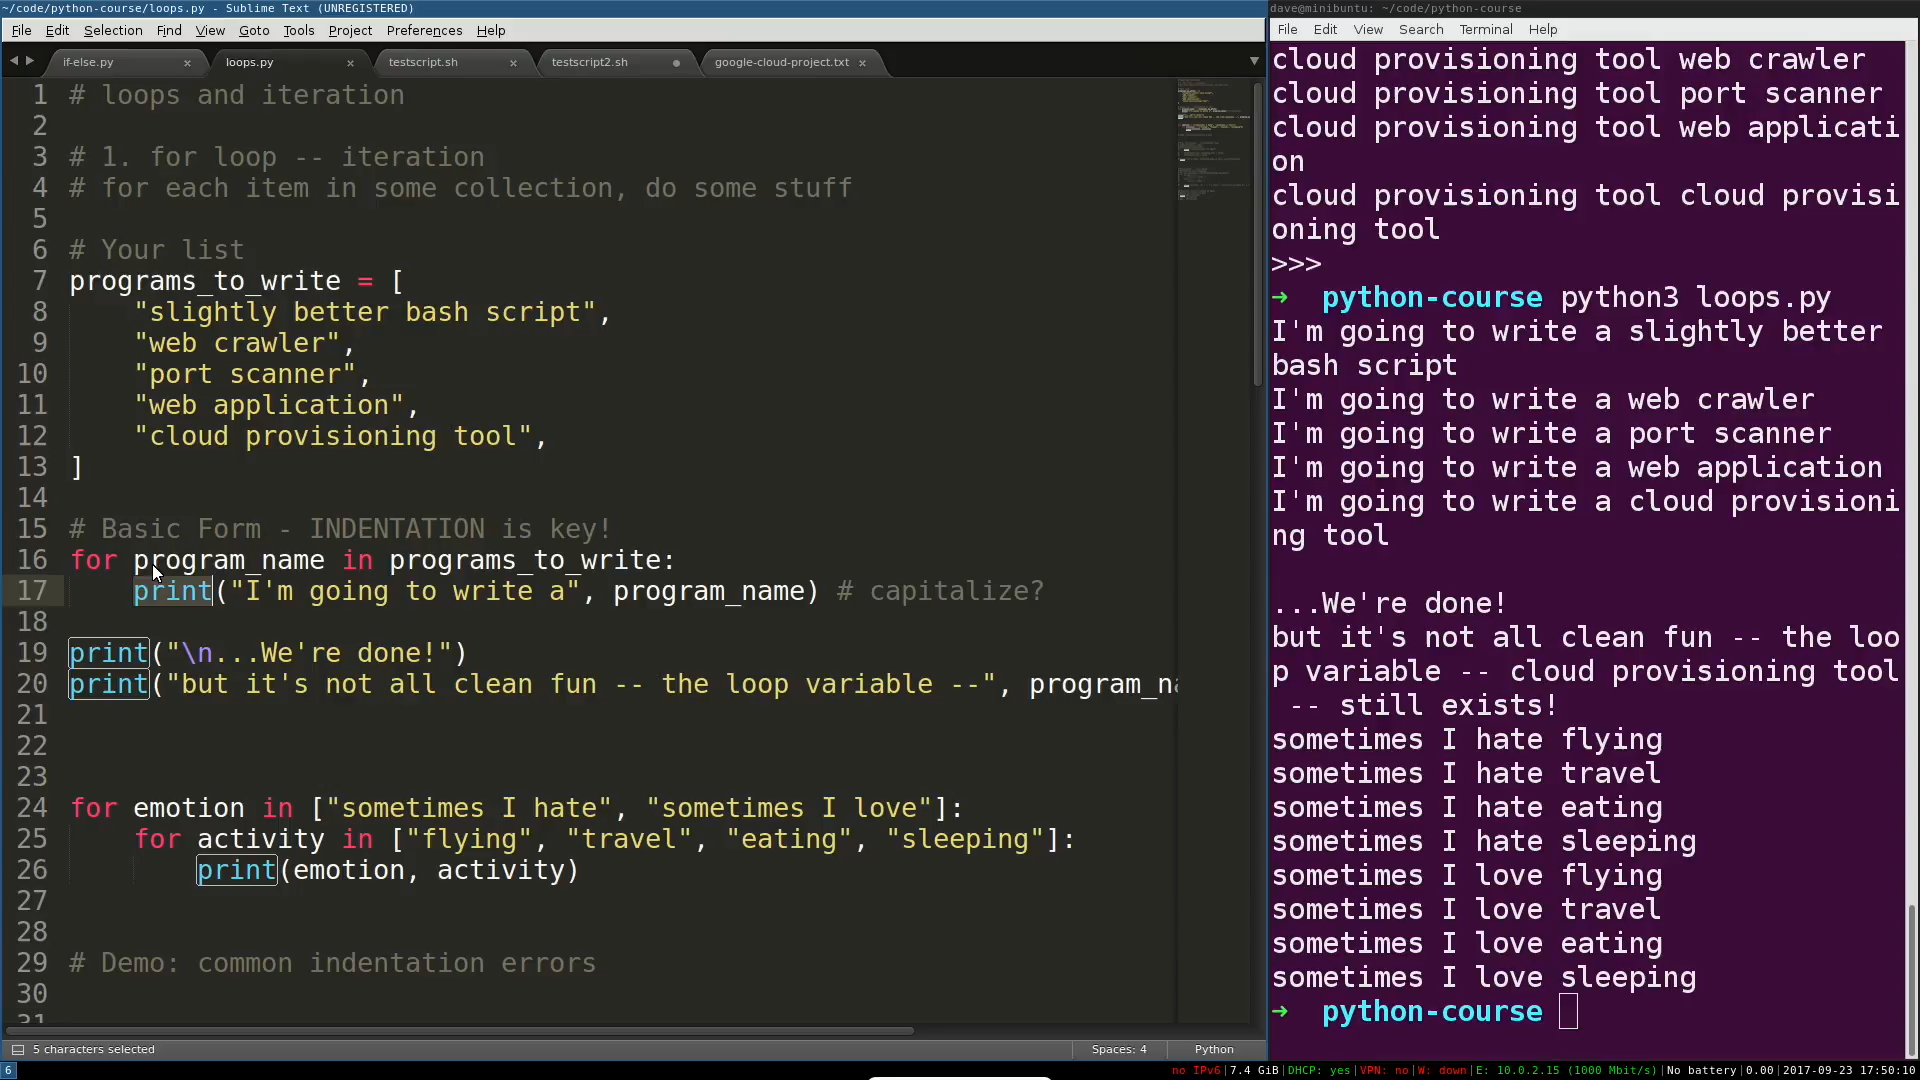 ~/code/python-course/loops.py - Sublime Text (UNREGISTERED)
File Edit Selection Find View Goto Tools Project Preferences Help
if-else.py × loops.py × testscript.sh × testscript2.sh google-cloud-project.txt ×
1 # loops and iteration
2
3 # 1. for loop -- iteration
4 # for each item in some collection, do some stuff
5
6 # Your list
7 programs_to_write = [
8 "slightly better bash script",
9 "web crawler",
10 "port scanner",
11 "web application",
12 "cloud provisioning tool",
13 ]
14
15 # Basic Form - INDENTATION is key!
16 for program_name in programs_to_write:
17 print("I'm going to write a", program_name) # capitalize?
18
19 print("\n...We're done!")
20 print("but it's not all clean fun -- the loop variable --", program_na
21
22
23
24 for emotion in ["sometimes I hate", "sometimes I love"]:
25 for activity in ["flying", "travel", "eating", "sleeping"]:
26 print(emotion, activity)
27
28
29 # Demo: common indentation errors
30
31
5 characters selected Spaces: 4 Python
dave@minibuntu: ~/code/python-course
File Edit View Search Terminal Help
cloud provisioning tool web crawler
cloud provisioning tool port scanner
cloud provisioning tool web applicati
on
cloud provisioning tool cloud provisi
oning tool
>>>
→ python-course python3 loops.py
I'm going to write a slightly better
bash script
I'm going to write a web crawler
I'm going to write a port scanner
I'm going to write a web application
I'm going to write a cloud provisioni
ng tool

...We're done!
but it's not all clean fun -- the loo
p variable -- cloud provisioning tool
-- still exists!
sometimes I hate flying
sometimes I hate travel
sometimes I hate eating
sometimes I hate sleeping
sometimes I love flying
sometimes I love travel
sometimes I love eating
sometimes I love sleeping
→ python-course
6 no IPv6|7.4 GiB|DHCP: yes|VPN: no|W: down|E: 10.0.2.15 (1000 Mbit/s)|No battery|0.00|2017-09-23 17:50:10